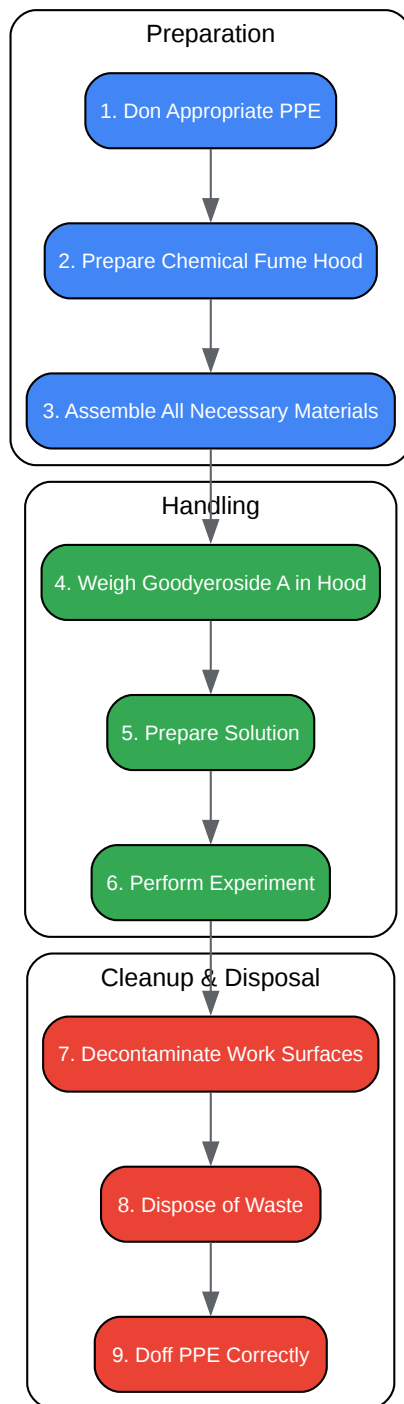 Preparation
1. Don Appropriate PPE
2. Prepare Chemical Fume Hood
3. Assemble All Necessary Materials
Handling
4. Weigh Goodyeroside A in Hood
5. Prepare Solution
6. Perform Experiment
Cleanup & Disposal
7. Decontaminate Work Surfaces
8. Dispose of Waste
9. Doff PPE Correctly